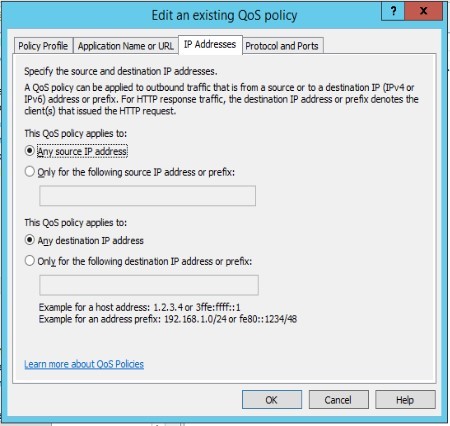 Edit an existing QoS policy
? x
Policy Profile Application Name or URL IP Addresses Protocol and Ports
Specify the source and destination IP addresses.
A QoS policy can be applied to outbound traffic that is from a source or to a destination IP (IPv4 or
IPv6) address or prefix. For HTTP response traffic, the destination IP address or prefix denotes the
client(s) that issued the HTTP request.
This QoS policy applies to:
Any source IP address
Only for the following source IP address or prefix:
This QoS policy applies to:
Any destination IP address
Only for the following destination IP address or prefix:
Example for a host address: 1.2.3.4 or 3ffe:ffff::1
Example for an address prefix: 192.168.1.0/24 or fe80::1234/48
Learn more about QoS Policies
OK Cancel Help